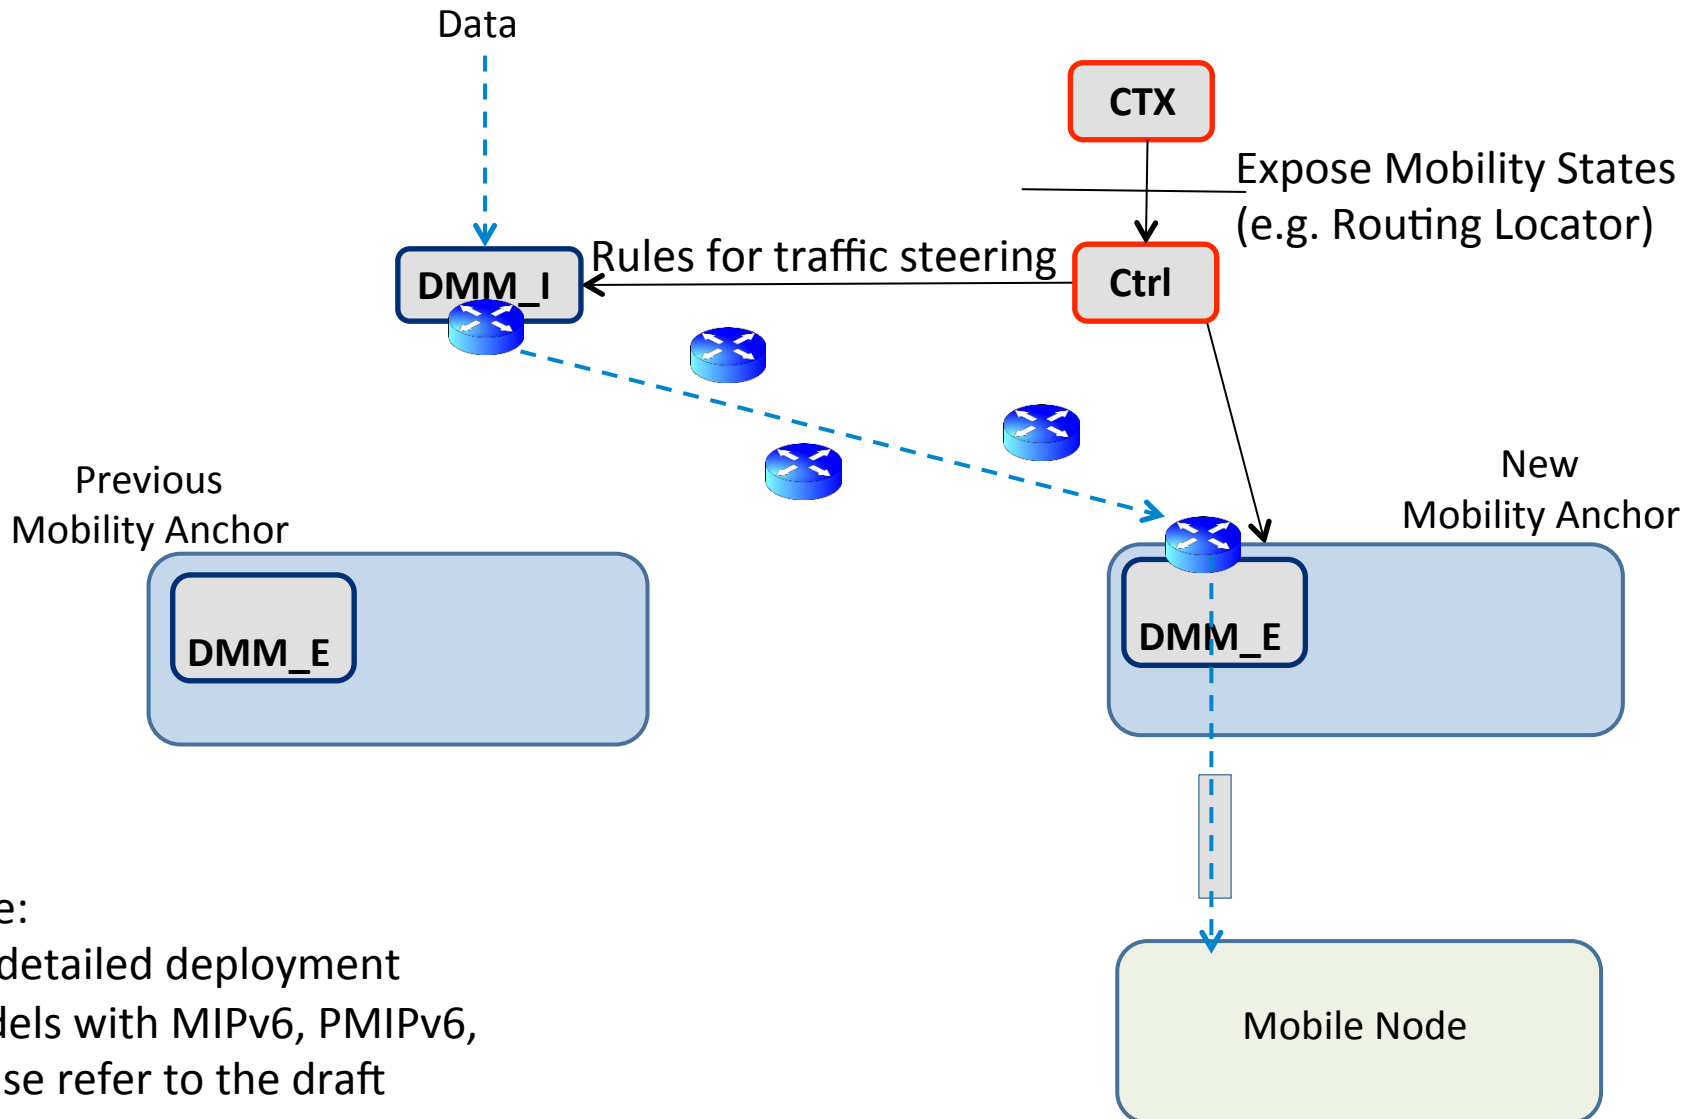 Data
CTX
Expose Mobility States
(e.g. Routing Locator)
Rules for traffic steering
DMM_I
Ctrl
Previous
Mobility Anchor
New
Mobility Anchor
DMM_E
DMM_E
e:
detailed deployment
dels with MIPv6, PMIPv6,
se refer to the draft
Mobile Node